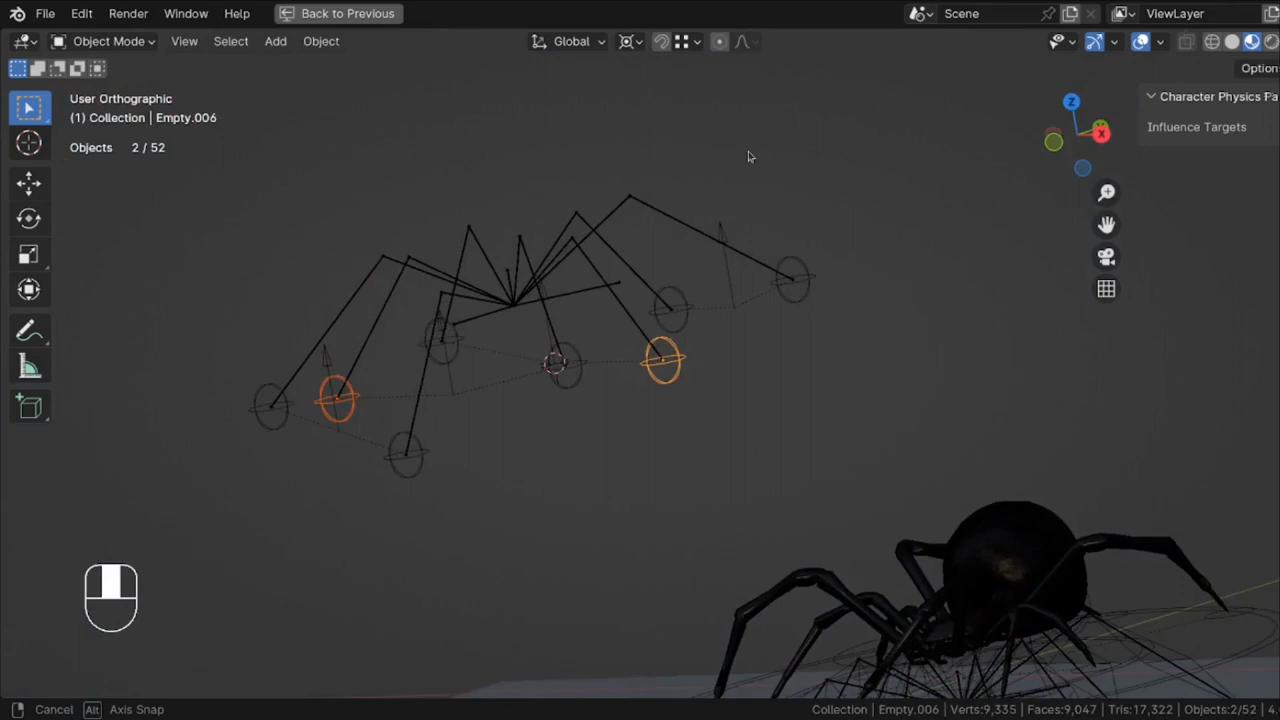 File Edit Render Window Help Back to Previous Scene ViewLayer
Object Mode View Select Add Object Global
Option
User Orthographic
(1) Collection | Empty.006
Objects 2 / 52
Character Physics Pa
Influence Targets
Z
X
Cancel Alt Axis Snap Collection | Empty.006 | Verts:9,335 | Faces:9,047 | Tris:17,322 | Objects:2/52 | 4.